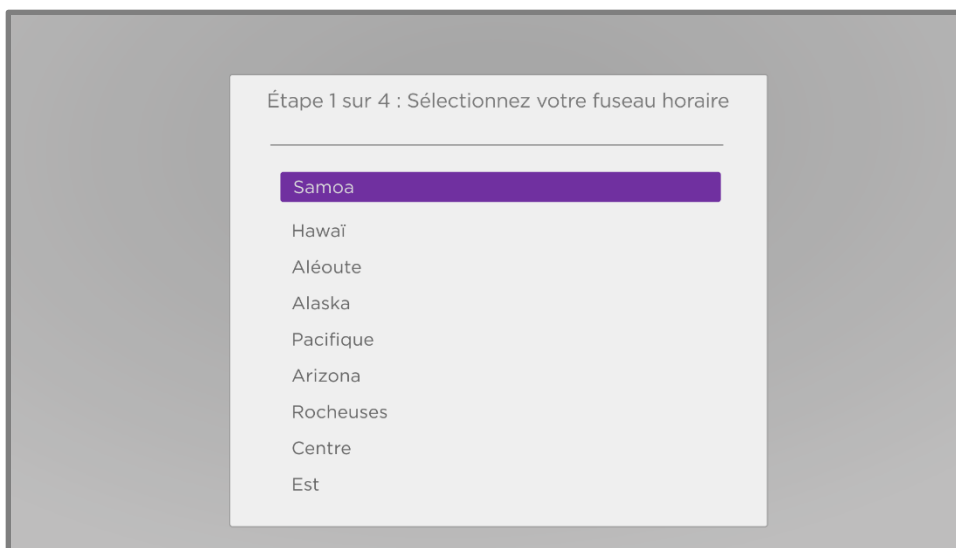 Étape 1 sur 4 : Sélectionnez votre fuseau horaire
Samoa
Hawaï
Aléoute
Alaska
Pacifique
Arizona
Rocheuses
Centre
Est